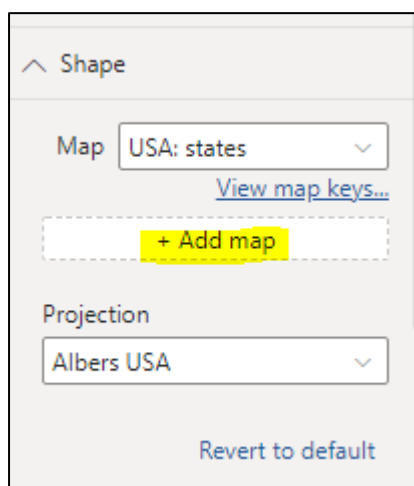 Shape
Map USA: states
View map keys...
+ Add map
Projection
Albers USA
Revert to default